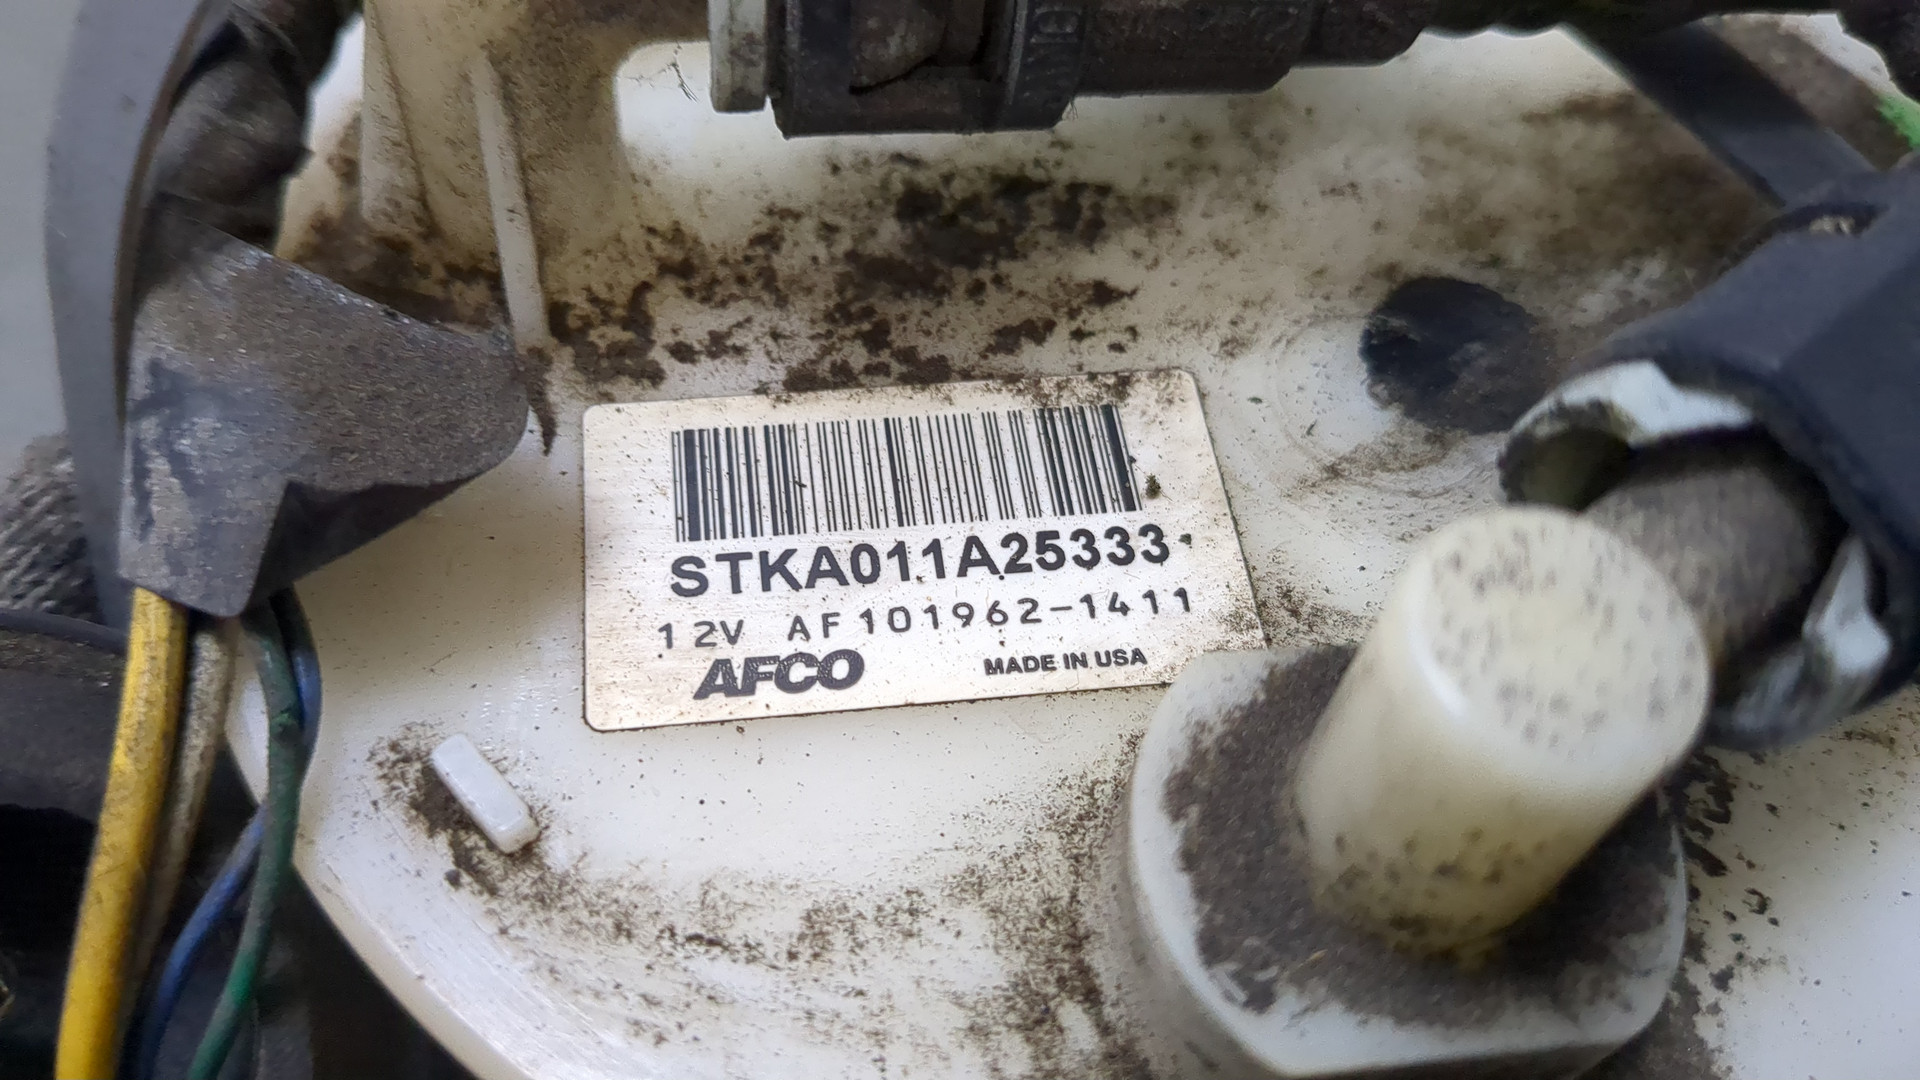 STKA011A25333
12V AF101962-1411
AFCO MADE IN USA